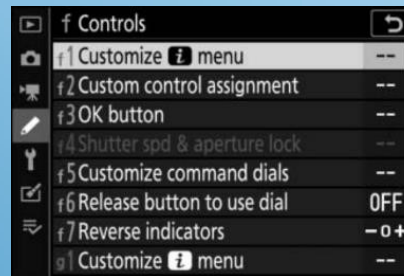 f Controls
f1 Customize i menu --
f2 Custom control assignment --
f3 OK button --
f4 Shutter spd & aperture lock --
f5 Customize command dials --
f6 Release button to use dial OFF
f7 Reverse indicators -0+
g1 Customize i menu --